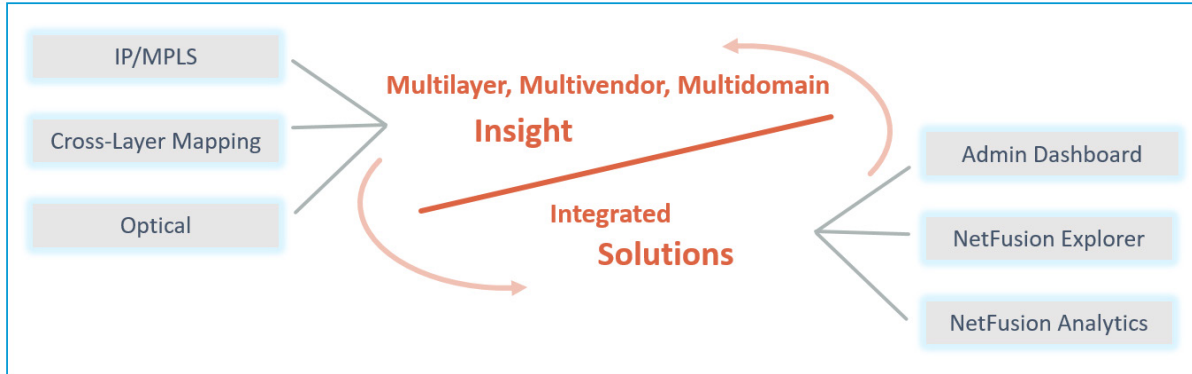 IP/MPLS
Cross-Layer Mapping
Optical
Multilayer, Multivendor, Multidomain
Insight
Integrated
Solutions
Admin Dashboard
NetFusion Explorer
NetFusion Analytics